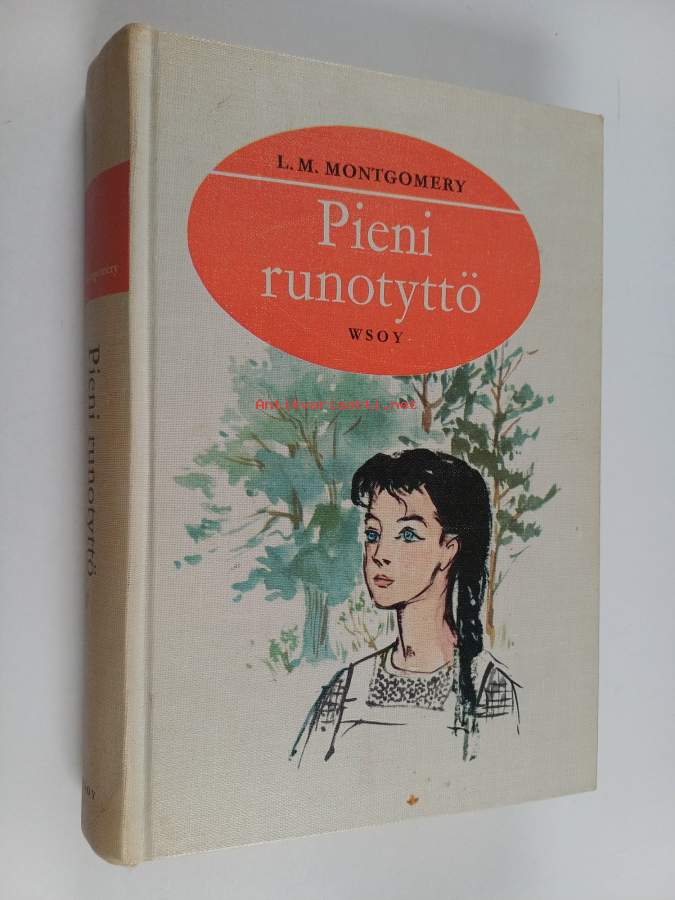 L. M. MONTGOMERY
Pieni
runotyttö
WSOY
Antikvariaatti.net
Pieni runotyttö